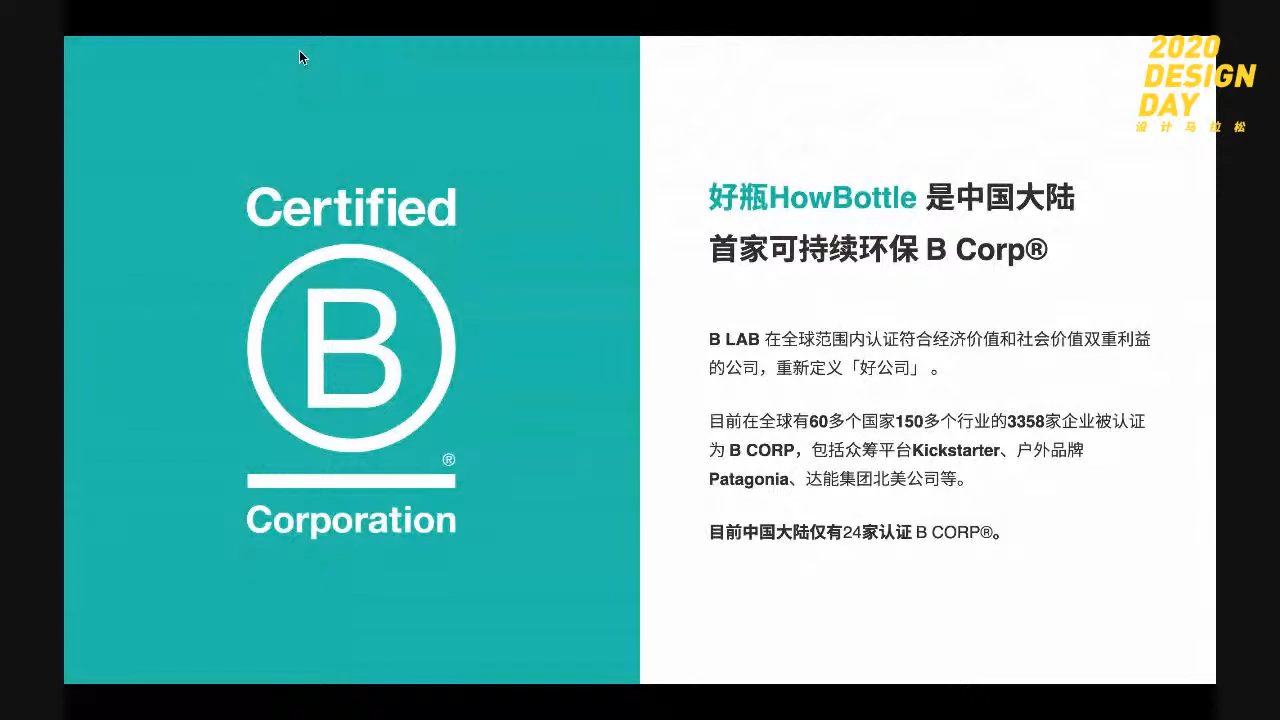 Certified
B
®
Corporation
2020
DESIGN
DAY
设计马拉松
好瓶HowBottle 是中国大陆
首家可持续环保 B Corp®
B LAB 在全球范围内认证符合经济价值和社会价值双重利益
的公司，重新定义「好公司」 。
目前在全球有60多个国家150多个行业的3358家企业被认证
为 B CORP，包括众筹平台Kickstarter、户外品牌
Patagonia、达能集团北美公司等。
目前中国大陆仅有24家认证 B CORP®。